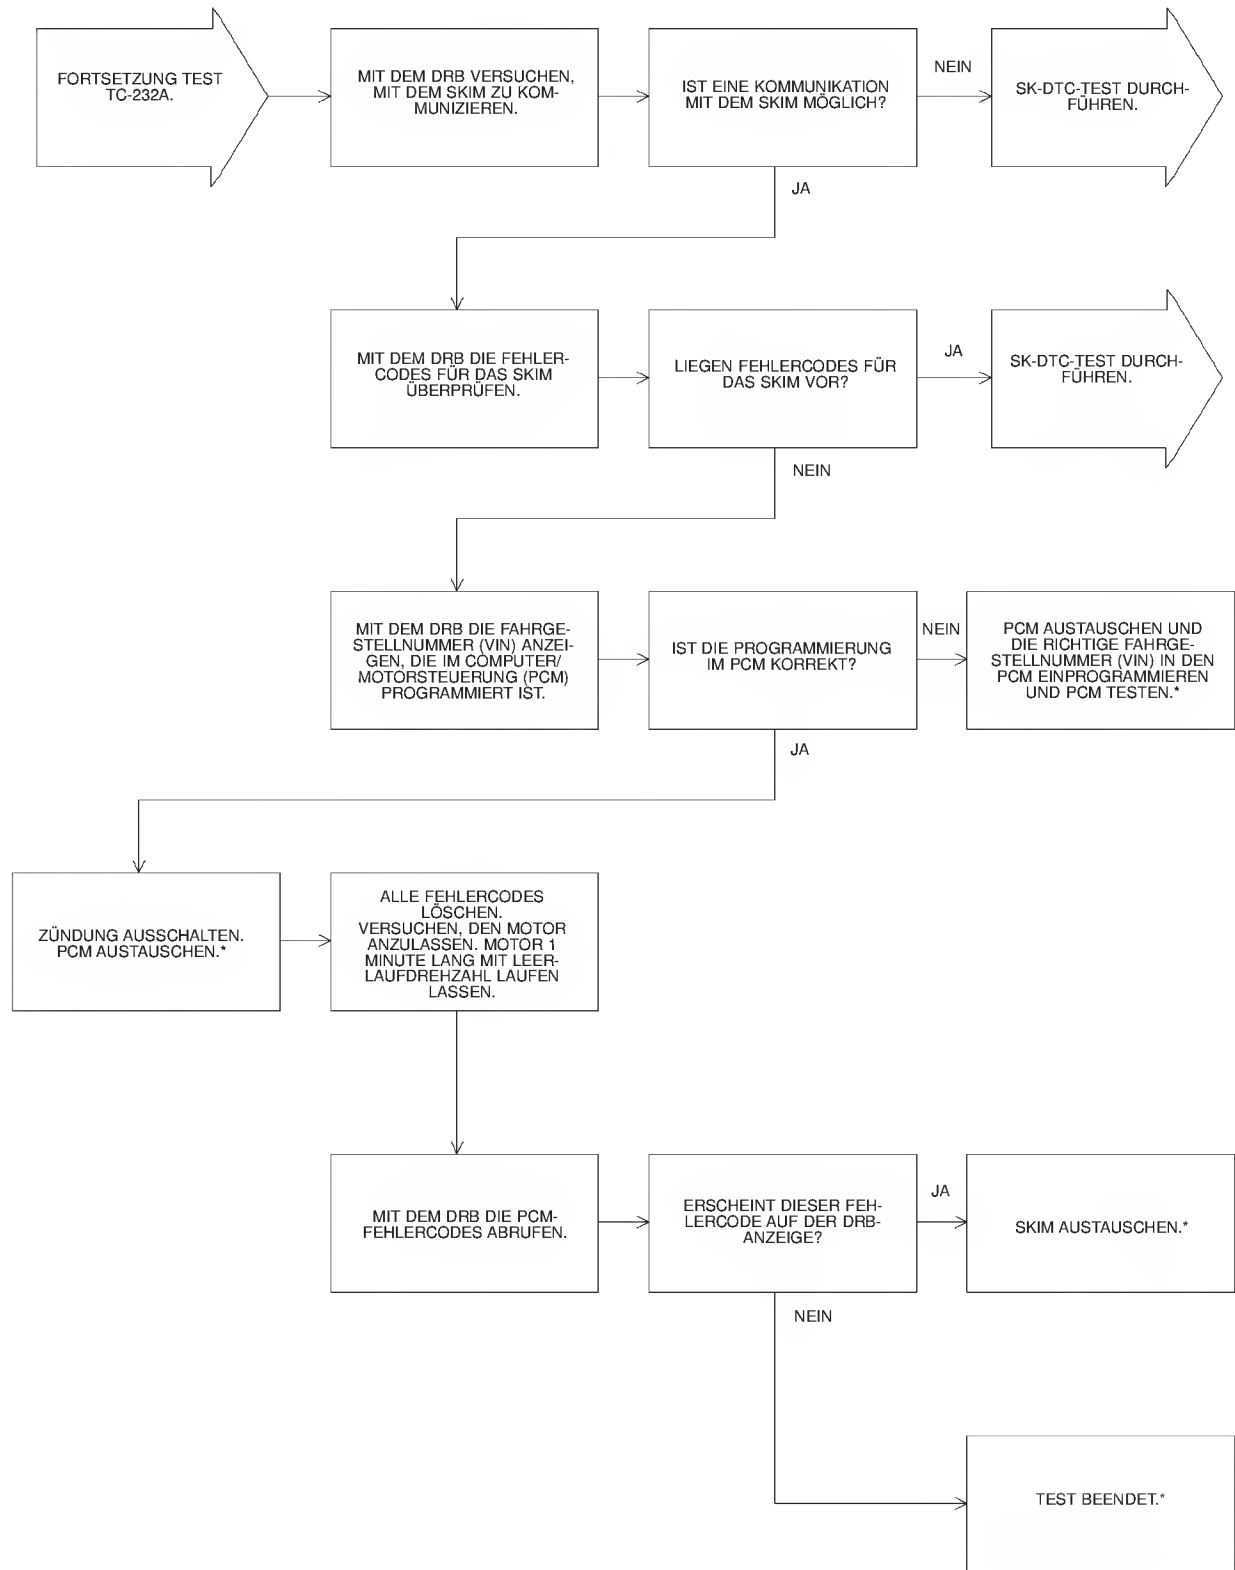 FORTSETZUNG TEST
TC-232A.
MIT DEM DRB VERSUCHEN,
MIT DEM SKIM ZU KOM-
MUNIZIEREN.
IST EINE KOMMUNIKATION
MIT DEM SKIM MÖGLICH?
NEIN
SK-DTC-TEST DURCH-
FÜHREN.
JA
MIT DEM DRB DIE FEHLER-
CODES FÜR DAS SKIM
ÜBERPRÜFEN.
LIEGEN FEHLERCODES FÜR
DAS SKIM VOR?
JA
SK-DTC-TEST DURCH-
FÜHREN.
NEIN
MIT DEM DRB DIE FAHRGE-
STELLNUMMER (VIN) ANZEI-
GEN, DIE IM COMPUTER/
MOTORSTEUERUNG (PCM)
PROGRAMMIERT IST.
IST DIE PROGRAMMIERUNG
IM PCM KORREKT?
NEIN
PCM AUSTAUSCHEN UND
DIE RICHTIGE FAHRGE-
STELLNUMMER (VIN) IN DEN
PCM EINPROGRAMMIEREN
UND PCM TESTEN.*
JA
ZÜNDUNG AUSSCHALTEN.
PCM AUSTAUSCHEN.*
ALLE FEHLERCODES
LÖSCHEN.
VERSUCHEN, DEN MOTOR
ANZULASSEN. MOTOR 1
MINUTE LANG MIT LEER-
LAUFDREHZAHL LAUFEN
LASSEN.
MIT DEM DRB DIE PCM-
FEHLERCODES ABRUFEN.
ERSCHEINT DIESER FEH-
LERCODE AUF DER DRB-
ANZEIGE?
JA
SKIM AUSTAUSCHEN.*
NEIN
TEST BEENDET.*